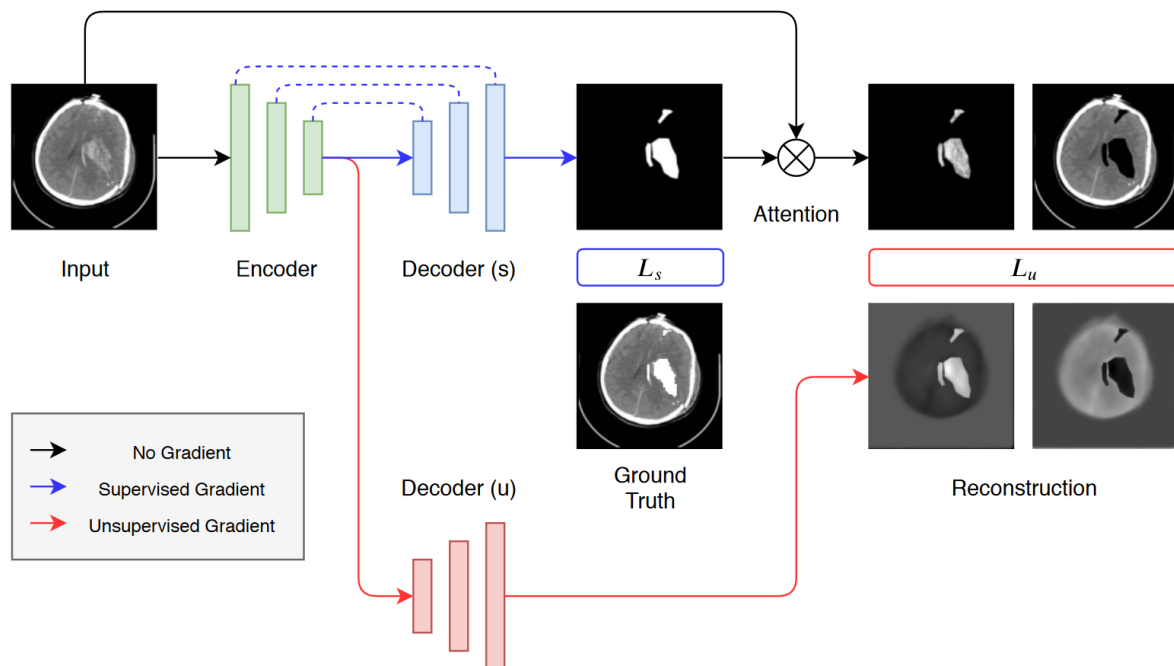 Input
Encoder
Decoder (s)
Attention
L_s
L_u
No Gradient
Supervised Gradient
Unsupervised Gradient
Decoder (u)
Ground
Truth
Reconstruction